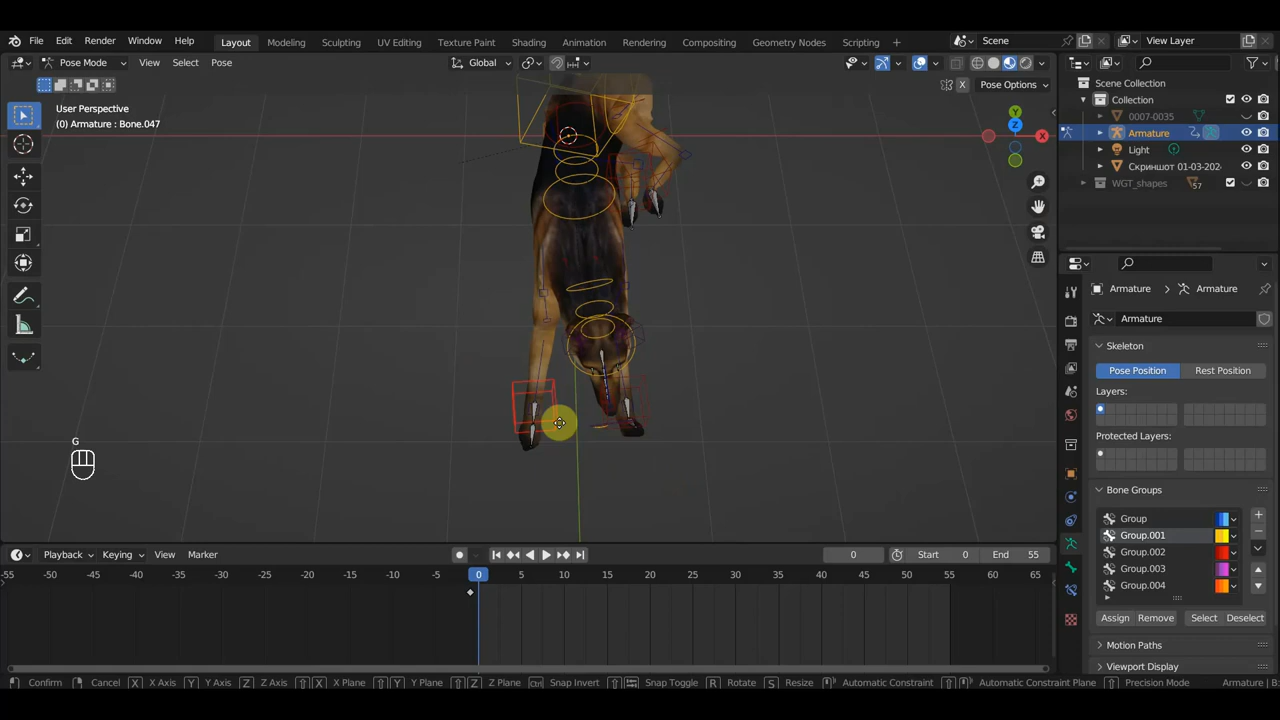 File Edit Render Window Help Layout Modeling Sculpting UV Editing Texture Paint Shading Animation Rendering Compositing Geometry Nodes Scripting + Scene View Layer
Pose Mode View Select Pose Global
X Pose Options
User Perspective
(0) Armature : Bone.047
Y
Z
X
Scene Collection
Collection
0007-0035
Armature
Light
Скриншот 01-03-202
WGT_shapes 57
Armature Armature
Armature
Skeleton
Pose Position Rest Position
Layers:
Protected Layers:
Bone Groups
Group
Group.001
Group.002
Group.003
Group.004
Assign Remove Select Deselect
Motion Paths
Viewport Display
G
Playback Keying View Marker 0 Start 0 End 55
-55 -50 -45 -40 -35 -30 -25 -20 -15 -10 -5 0 5 10 15 20 25 30 35 40 45 50 55 60 65
Confirm Cancel X X Axis Y Y Axis Z Z Axis X X Plane Y Y Plane Z Z Plane Ctrl Snap Invert Snap Toggle R Rotate S Resize Automatic Constraint Automatic Constraint Plane Precision Mode Armature | B: